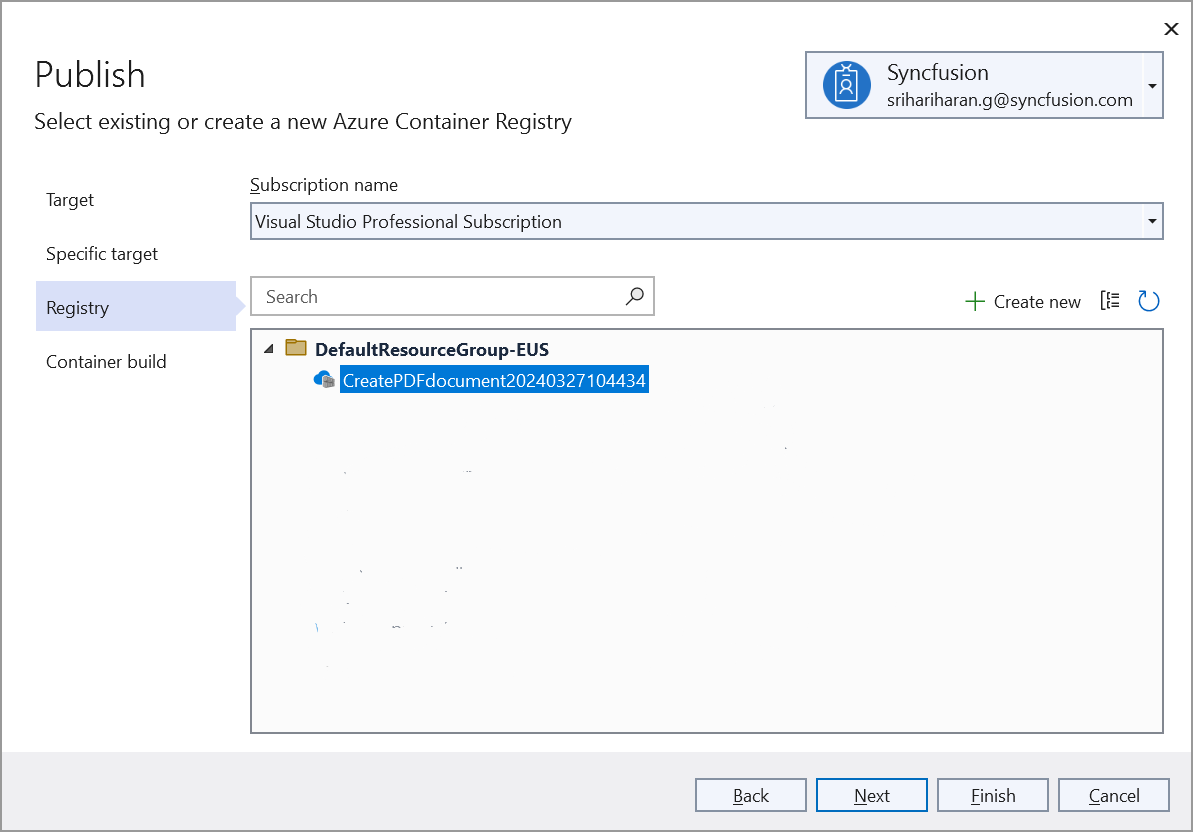 Publish
Select existing or create a new Azure Container Registry
Syncfusion
srihariharan.g@syncfusion.com
Target
Specific target
Registry
Container build
Subscription name
Visual Studio Professional Subscription
Search
Create new
DefaultResourceGroup-EUS
CreatePDFdocument20240327104434
Back
Next
Finish
Cancel